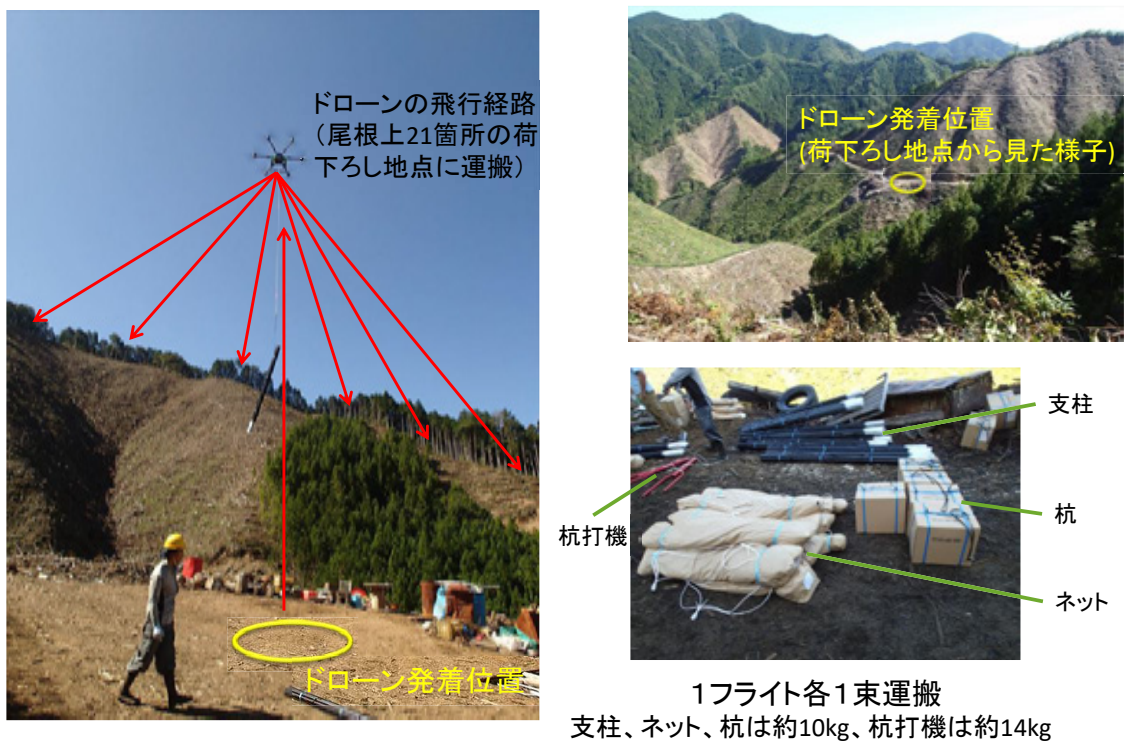 ドローンの飛行経路
（尾根上21箇所の荷
下ろし地点に運搬）
ドローン発着位置
ドローン発着位置
(荷下ろし地点から見た様子)
支柱
杭
杭打機
ネット
１フライト各１束運搬
支柱、ネット、杭は約10kg、杭打機は約14kg